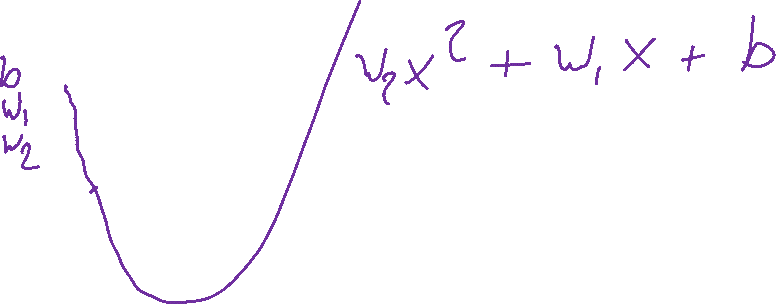 w₂x² + w₁x + b
b
w₁
w₂